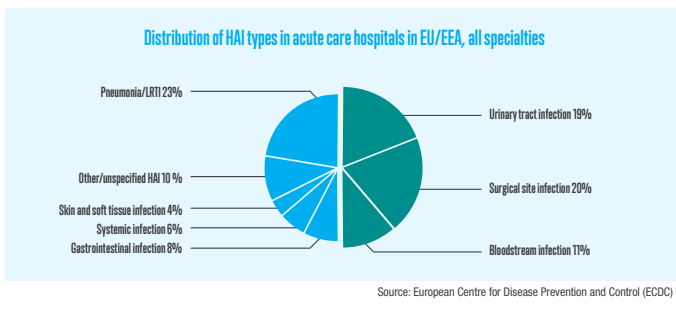 Distribution of HAI types in acute care hospitals in EU/EEA, all specialties
Pneumonia/LRTI 23%
Other/unspecified HAI 10 %
Skin and soft tissue infection 4%
Systemic infection 6%
Gastrointestinal infection 8%
Urinary tract infection 19%
Surgical site infection 20%
Bloodstream infection 11%
Source: European Centre for Disease Prevention and Control (ECDC)